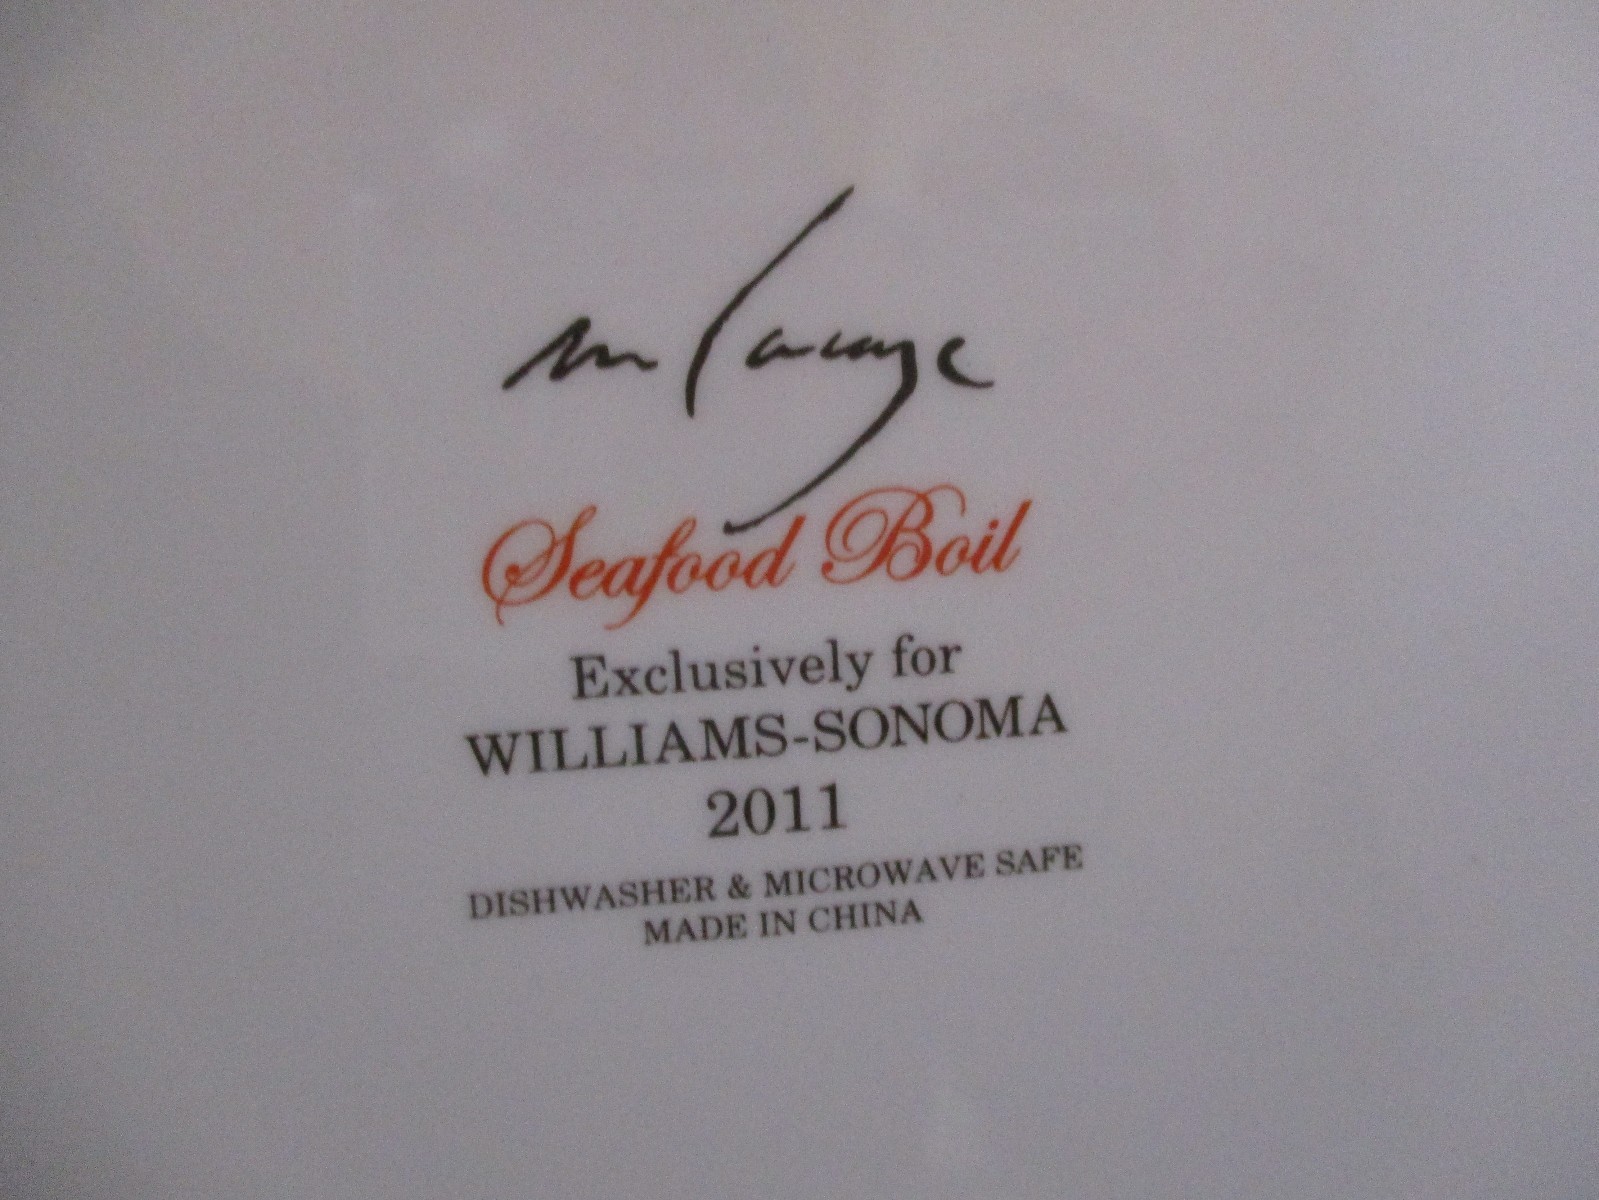 Seafood Boil
Exclusively for
WILLIAMS-SONOMA
2011
DISHWASHER & MICROWAVE SAFE
MADE IN CHINA